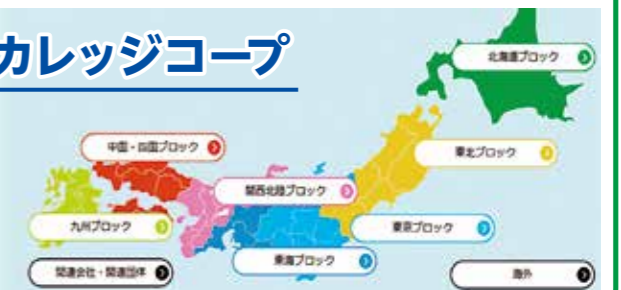 カレッジコープ
北海道ブロック
中国・四国ブロック
東北ブロック
関西北陸ブロック
九州ブロック
東京ブロック
東海ブロック
関連会社・関連団体
海外